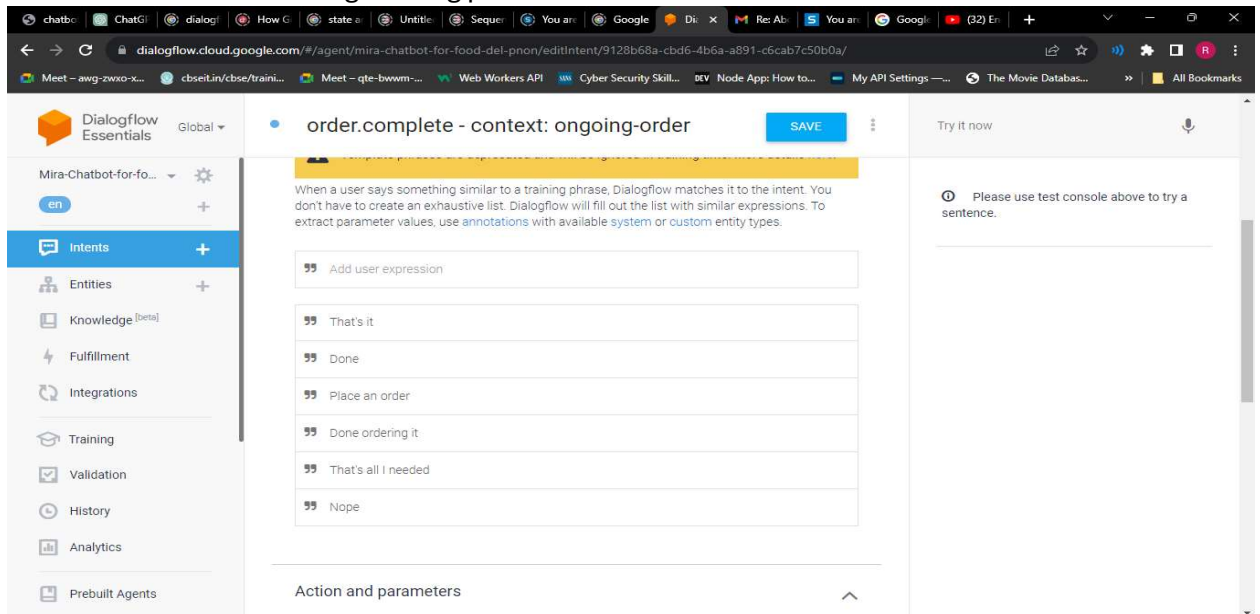 chatbo
ChatGI
dialogf
How G
state a
Untitle
Sequer
You are
Google
Dia
Re: Ab
You are
Google
(32) En
dialogflow.cloud.google.com/#/agent/mira-chatbot-for-food-del-pnon/editIntent/9128b68a-cbd6-4b6a-a891-c6cab7c50b0a/
R
Meet – awg-zwxo-x...
cbseit.in/cbse/traini...
Meet – qte-bwwm-...
Web Workers API
Cyber Security Skill...
DEV Node App: How to...
My API Settings —...
The Movie Databas...
» All Bookmarks
Dialogflow
Essentials
Global
order.complete - context: ongoing-order
SAVE
Try it now
Mira-Chatbot-for-fo...
en
Intents
Entities
Knowledge [beta]
Fulfillment
Integrations
Training
Validation
History
Analytics
Prebuilt Agents
When a user says something similar to a training phrase, Dialogflow matches it to the intent. You
don't have to create an exhaustive list. Dialogflow will fill out the list with similar expressions. To
extract parameter values, use annotations with available system or custom entity types.
Add user expression
That's it
Done
Place an order
Done ordering it
That's all I needed
Nope
Action and parameters
Please use test console above to try a
sentence.